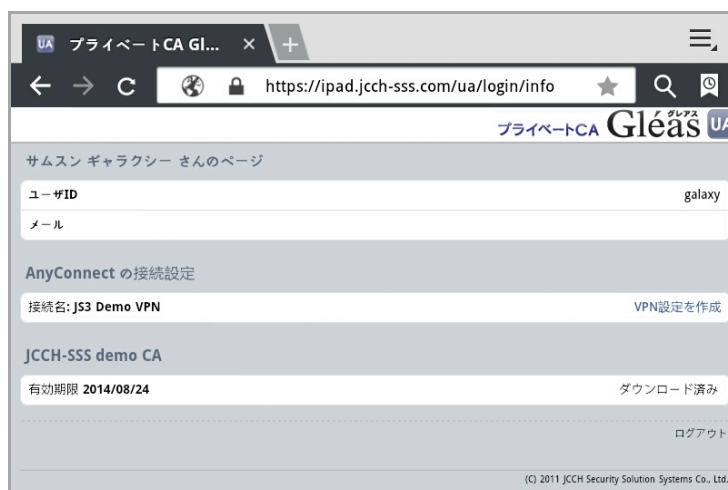 UA プライベートCA Gl...
https://ipad.jcch-sss.com/ua/login/info
プライベートCA Gléas グレアス UA
サムスン ギャラクシー さんのページ
ユーザID galaxy
メール
AnyConnect の接続設定
接続名: JS3 Demo VPN VPN設定を作成
JCCH-SSS demo CA
有効期限 2014/08/24 ダウンロード済み
ログアウト
(C) 2011 JCCH Security Solution Systems Co., Ltd.